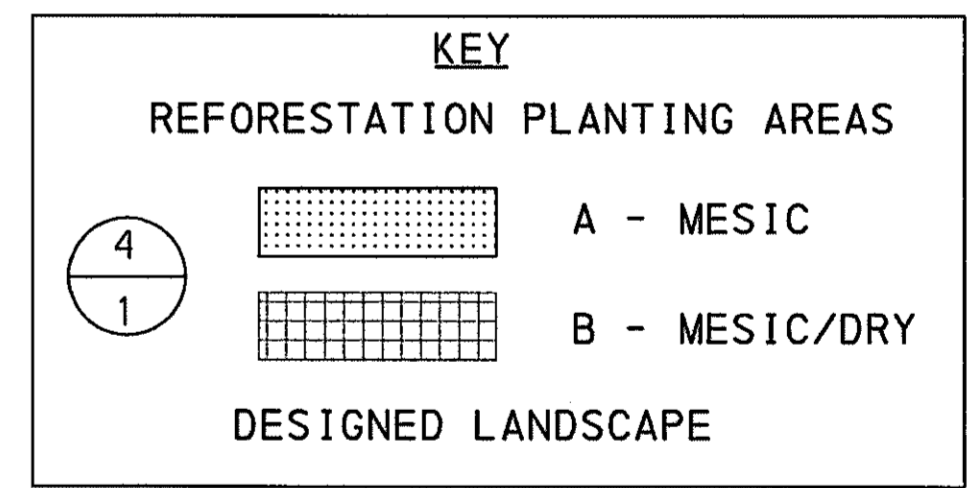 KEY
REFORESTATION PLANTING AREAS
4
1
A - MESIC
B - MESIC/DRY
DESIGNED LANDSCAPE